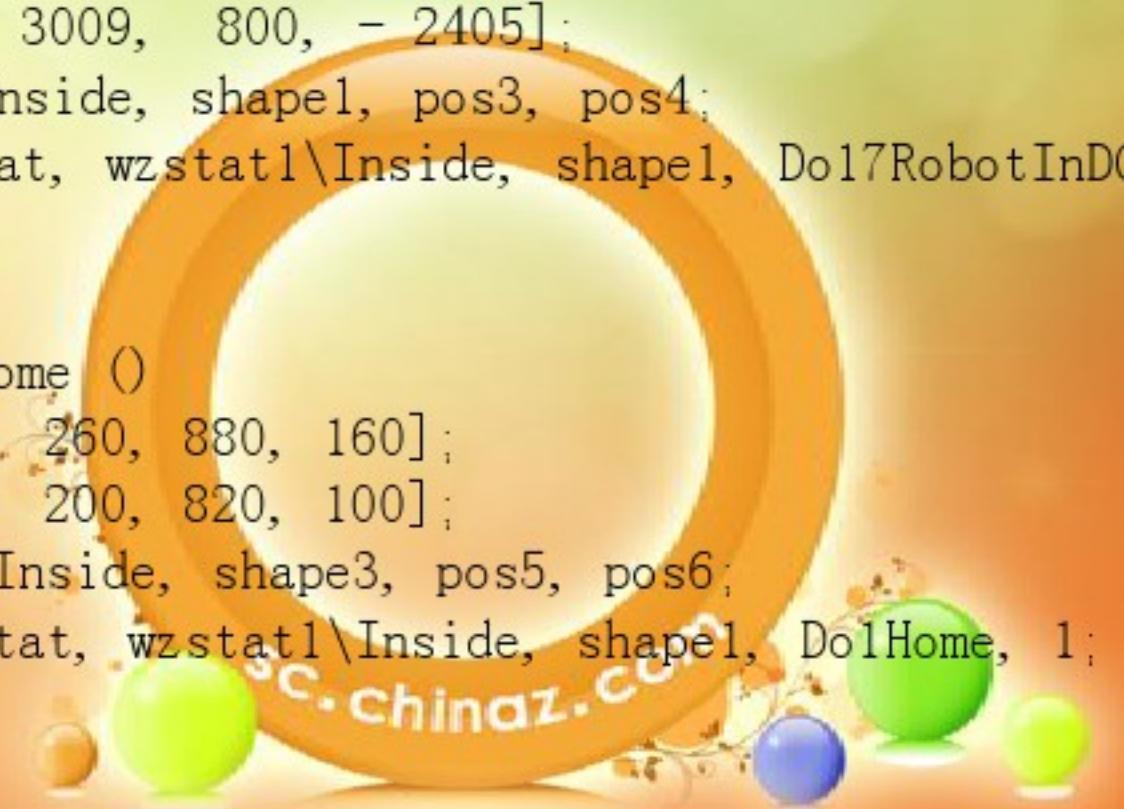 3009, 800, - 2405];
nside, shape1, pos3, pos4;
at, wzstat1\Inside, shape1, Do17RobotInDO
ome ()
260, 880, 160];
200, 820, 100];
Inside, shape3, pos5, pos6;
tat, wzstat1\Inside, shape1, Do1Home, 1;
sc.chinaz.com